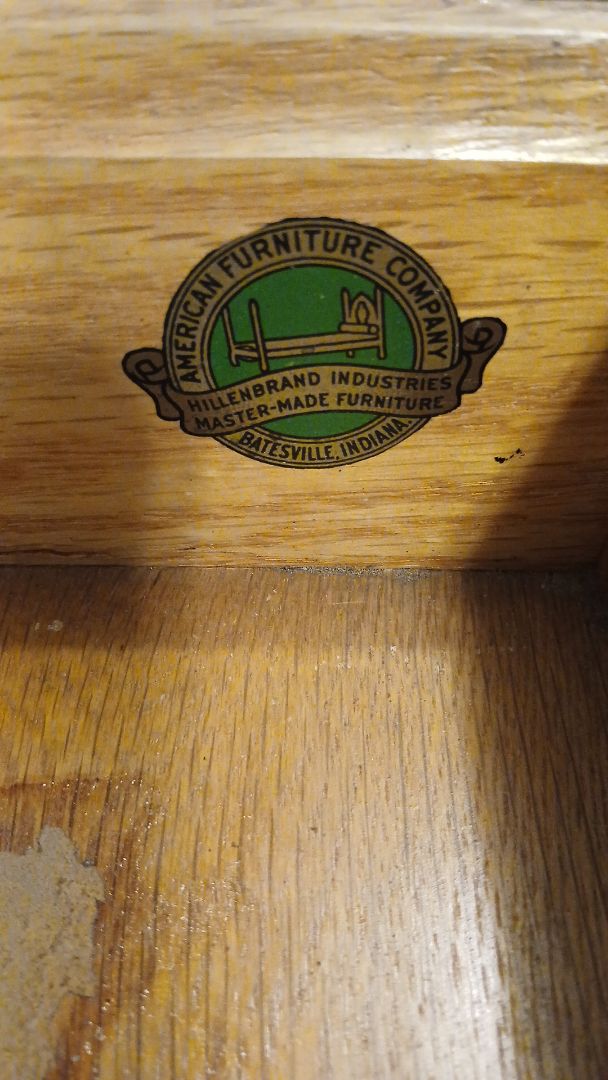 AMERICAN FURNITURE COMPANY
HILLENBRAND INDUSTRIES
MASTER-MADE FURNITURE
BATESVILLE, INDIANA.